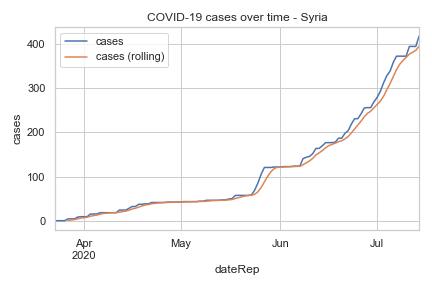 COVID-19 cases over time - Syria
cases
cases (rolling)
400
300
200
100
0
cases
Apr
2020
May
Jun
Jul
dateRep